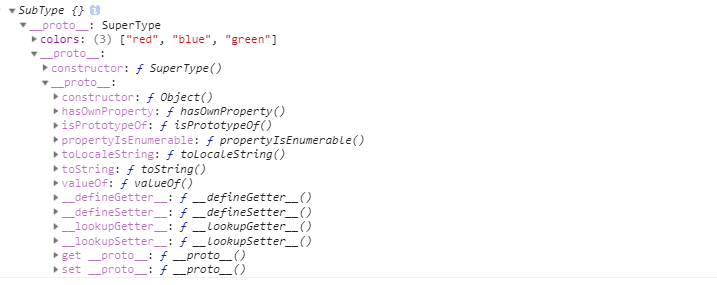 SubType {} i
__proto__: SuperType
colors: (3) ["red", "blue", "green"]
__proto__:
constructor: ƒ SuperType()
__proto__:
constructor: ƒ Object()
hasOwnProperty: ƒ hasOwnProperty()
isPrototypeOf: ƒ isPrototypeOf()
propertyIsEnumerable: ƒ propertyIsEnumerable()
toLocaleString: ƒ toLocaleString()
toString: ƒ toString()
valueOf: ƒ valueOf()
__defineGetter__: ƒ __defineGetter__()
__defineSetter__: ƒ __defineSetter__()
__lookupGetter__: ƒ __lookupGetter__()
__lookupSetter__: ƒ __lookupSetter__()
get __proto__: ƒ __proto__()
set __proto__: ƒ __proto__()